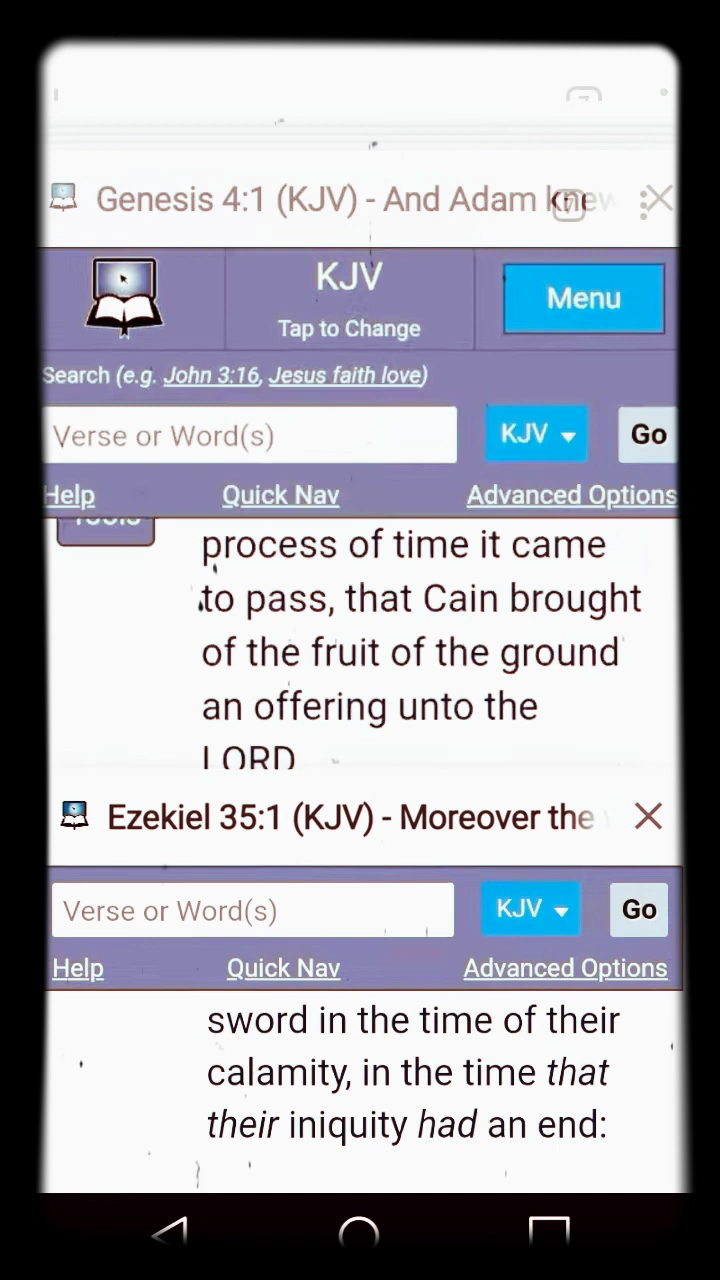 Genesis 4:1 (KJV) - And Adam knew
7
KJV
Tap to Change
Menu
Search (e.g. John 3:16, Jesus faith love)
Verse or Word(s)
KJV
Go
Help
Quick Nav
Advanced Options
Tools
process of time it came
to pass, that Cain brought
of the fruit of the ground
an offering unto the
LORD
Ezekiel 35:1 (KJV) - Moreover the
Verse or Word(s)
KJV
Go
Help
Quick Nav
Advanced Options
sword in the time of their
calamity, in the time that
their iniquity had an end: